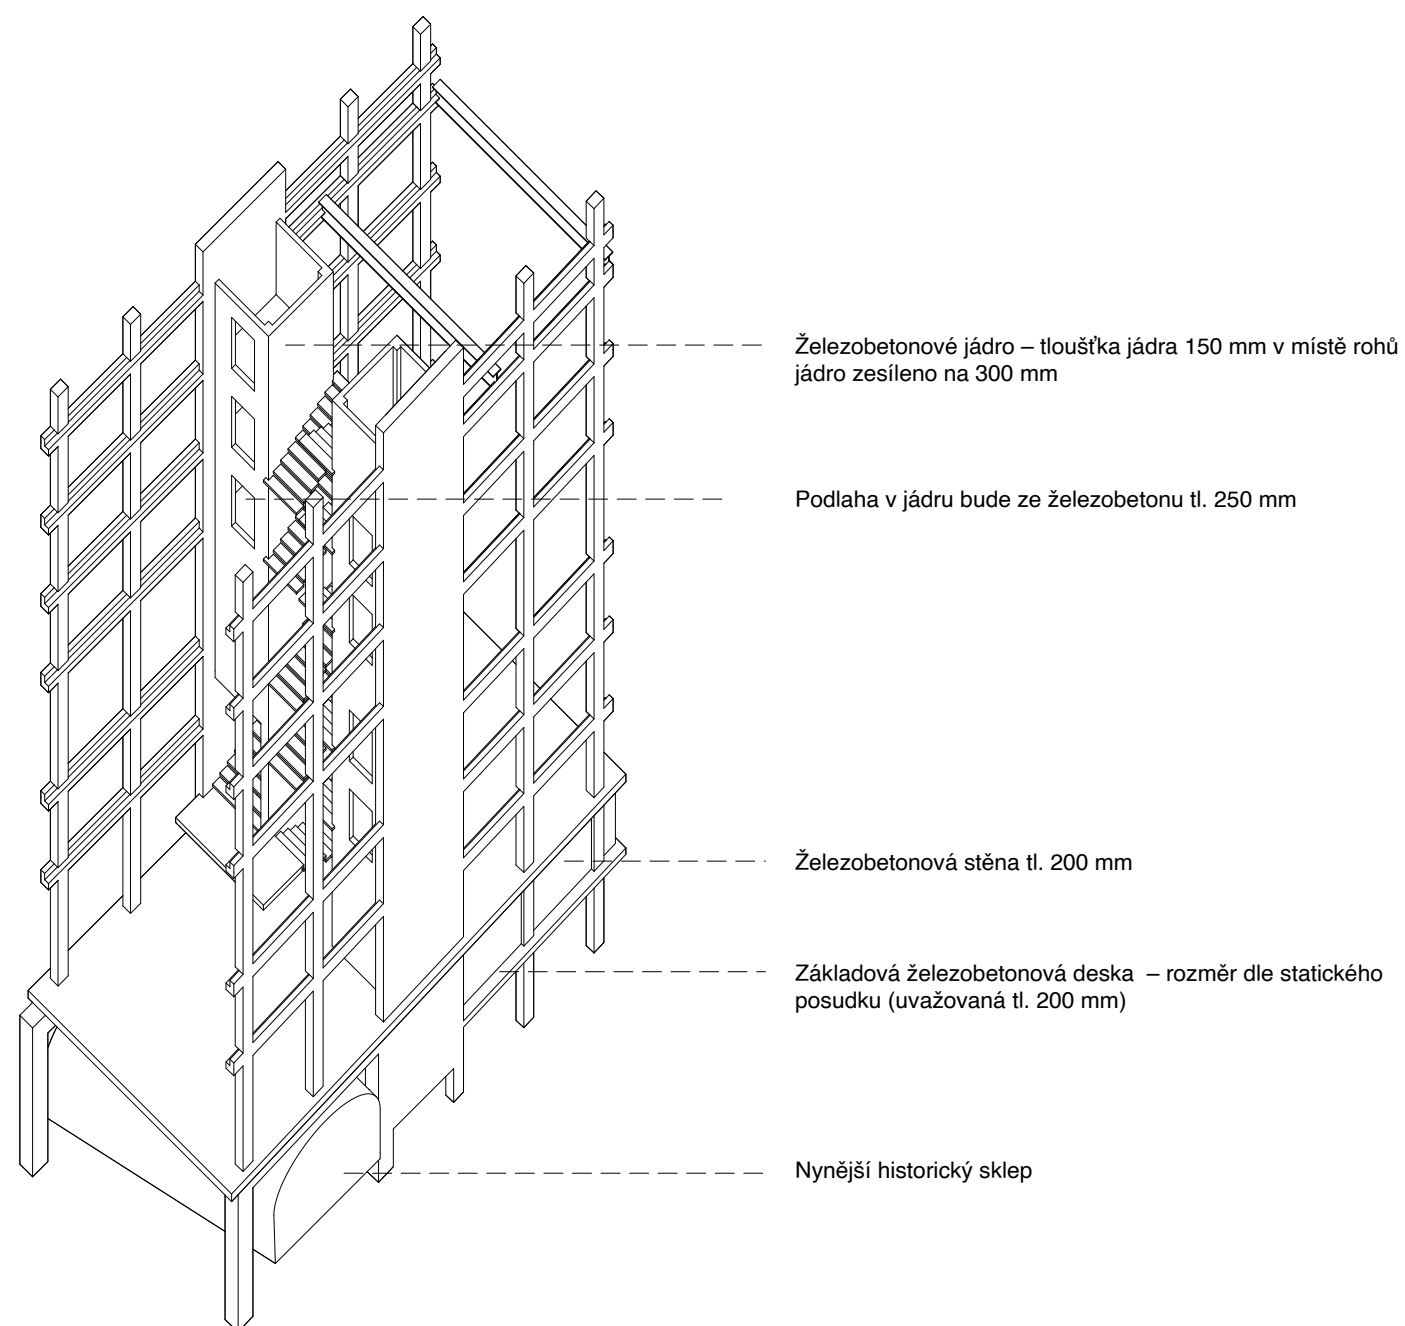 Železobetonové jádro – tloušťka jádra 150 mm v místě rohů
jádro zesíleno na 300 mm
Podlaha v jádru bude ze železobetonu tl. 250 mm
Železobetonová stěna tl. 200 mm
Základová železobetonová deska – rozměr dle statického
posudku (uvažovaná tl. 200 mm)
Nynější historický sklep